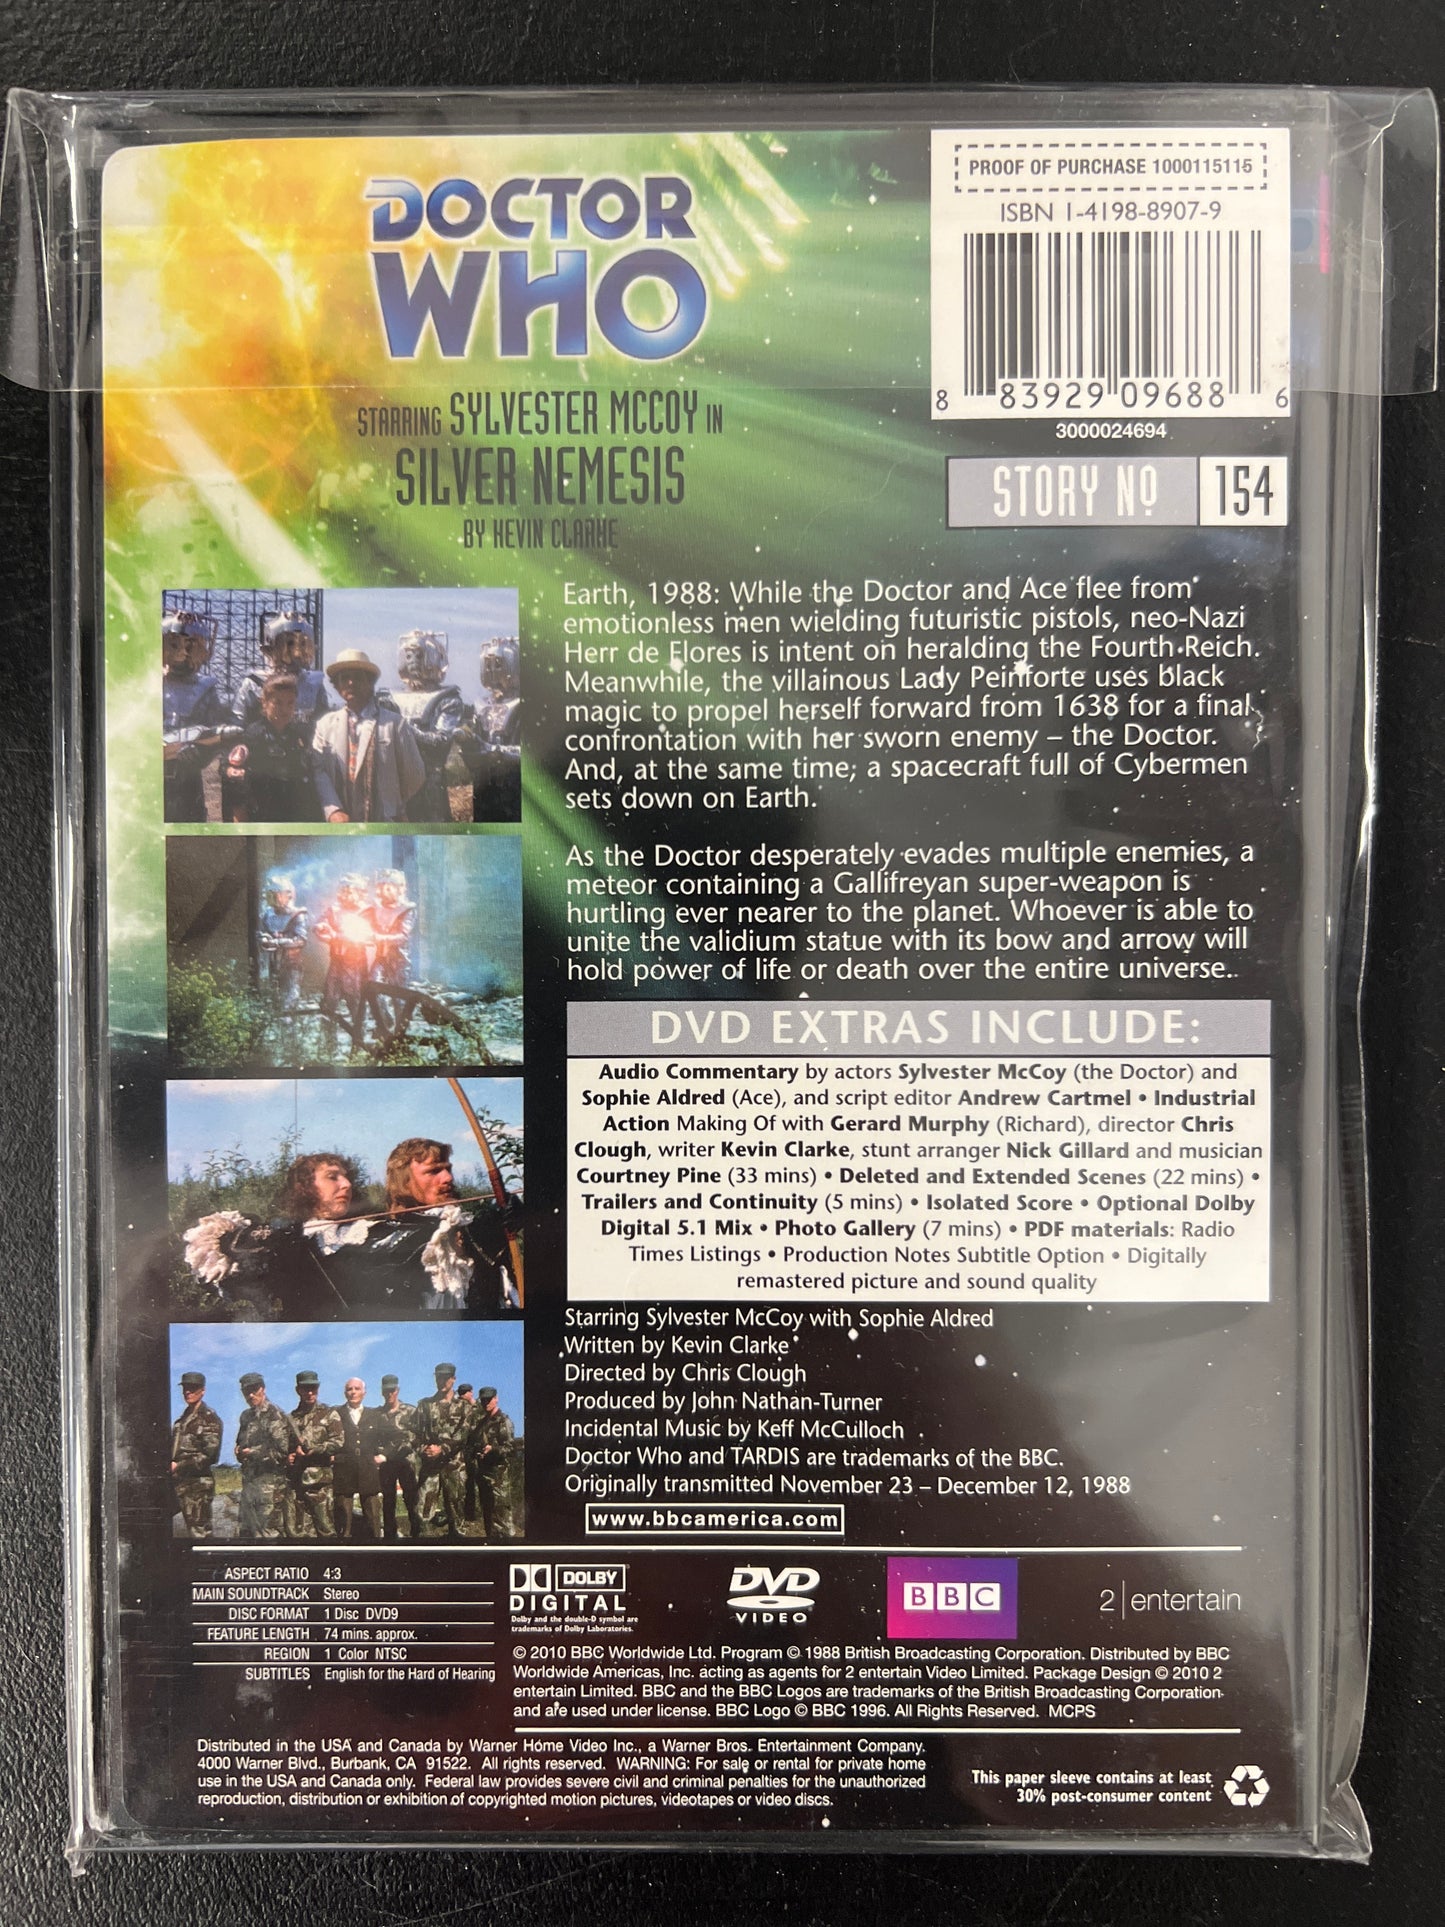 PROOF OF PURCHASE 1000115115
ISBN 1-4198-8907-9
8 83929 09688 6
3000024694
STORY Nº 154
DOCTOR
WHO
STARRING SYLVESTER MCCOY IN
SILVER NEMESIS
BY KEVIN CLARKE
Earth, 1988: While the Doctor and Ace flee from
emotionless men wielding futuristic pistols, neo-Nazi
Herr de Flores is intent on heralding the Fourth Reich.
Meanwhile, the villainous Lady Peinforte uses black
magic to propel herself forward from 1638 for a final
confrontation with her sworn enemy – the Doctor.
And, at the same time, a spacecraft full of Cybermen
sets down on Earth.
As the Doctor desperately evades multiple enemies, a
meteor containing a Gallifreyan super-weapon is
hurtling ever nearer to the planet. Whoever is able to
unite the validium statue with its bow and arrow will
hold power of life or death over the entire universe.
DVD EXTRAS INCLUDE:
Audio Commentary by actors Sylvester McCoy (the Doctor) and
Sophie Aldred (Ace), and script editor Andrew Cartmel • Industrial
Action Making Of with Gerard Murphy (Richard), director Chris
Clough, writer Kevin Clarke, stunt arranger Nick Gillard and musician
Courtney Pine (33 mins) • Deleted and Extended Scenes (22 mins) •
Trailers and Continuity (5 mins) • Isolated Score • Optional Dolby
Digital 5.1 Mix • Photo Gallery (7 mins) • PDF materials: Radio
Times Listings • Production Notes Subtitle Option • Digitally
remastered picture and sound quality
Starring Sylvester McCoy with Sophie Aldred
Written by Kevin Clarke
Directed by Chris Clough
Produced by John Nathan-Turner
Incidental Music by Keff McCulloch
Doctor Who and TARDIS are trademarks of the BBC.
Originally transmitted November 23 – December 12, 1988
www.bbcamerica.com
ASPECT RATIO 4:3
MAIN SOUNDTRACK Stereo
DISC FORMAT 1 Disc DVD9
FEATURE LENGTH 74 mins. approx.
REGION 1 Color NTSC
SUBTITLES English for the Hard of Hearing
DOLBY
DIGITAL
Dolby and the double-D symbol are
trademarks of Dolby Laboratories.
DVD
VIDEO
BBC
2 | entertain
© 2010 BBC Worldwide Ltd. Program © 1988 British Broadcasting Corporation. Distributed by BBC
Worldwide Americas, Inc. acting as agents for 2 entertain Video Limited. Package Design © 2010 2
entertain Limited. BBC and the BBC Logos are trademarks of the British Broadcasting Corporation
and are used under license. BBC Logo © BBC 1996. All Rights Reserved. MCPS
Distributed in the USA and Canada by Warner Home Video Inc., a Warner Bros. Entertainment Company.
4000 Warner Blvd., Burbank, CA 91522. All rights reserved. WARNING: For sale or rental for private home
use in the USA and Canada only. Federal law provides severe civil and criminal penalties for the unauthorized
reproduction, distribution or exhibition of copyrighted motion pictures, videotapes or video discs.
This paper sleeve contains at least
30% post-consumer content